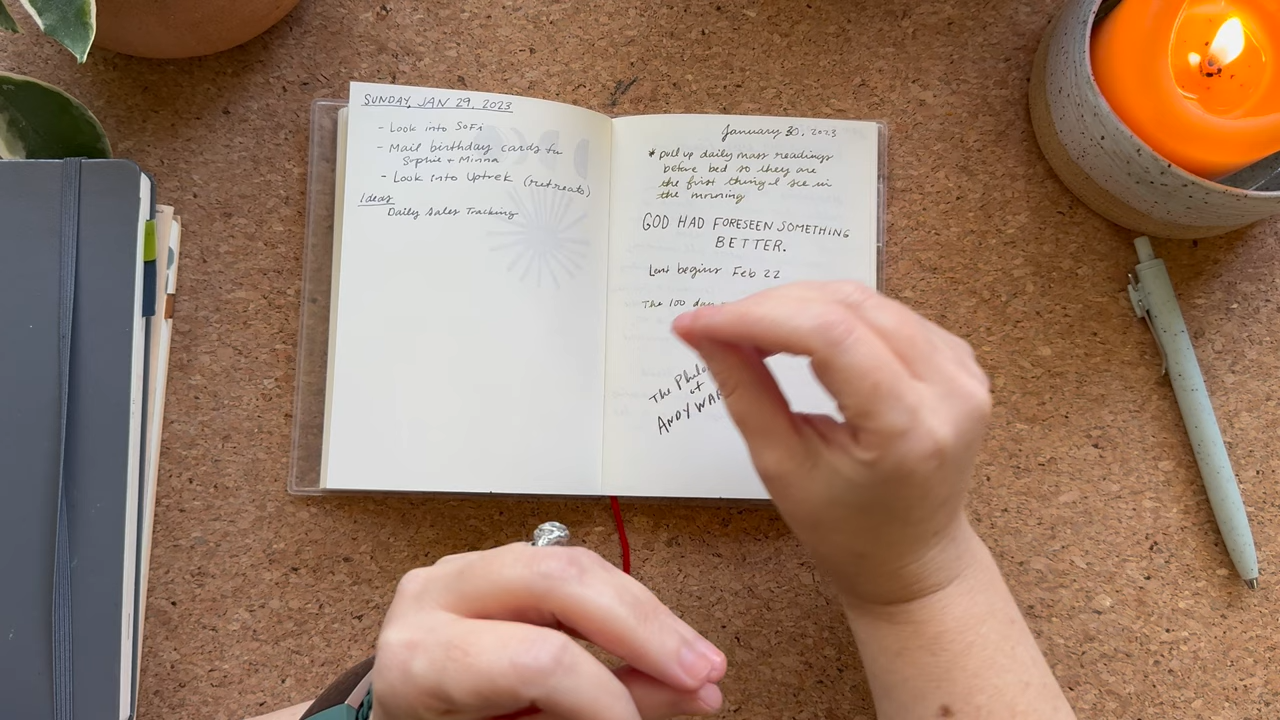 SUNDAY, JAN 29, 2023
- Look into SoFi
- Mail birthday cards for
Sophie + Minna
- Look into Uptrek (retreats)
Ideas
Daily Sales Tracking
January 30, 2023
* pull up daily mass readings
before bed so they are
the first thing I see in
the morning
GOD HAD FORESEEN SOMETHING
BETTER.
Lent begins Feb 22
The 100 day
The
of
ANDY